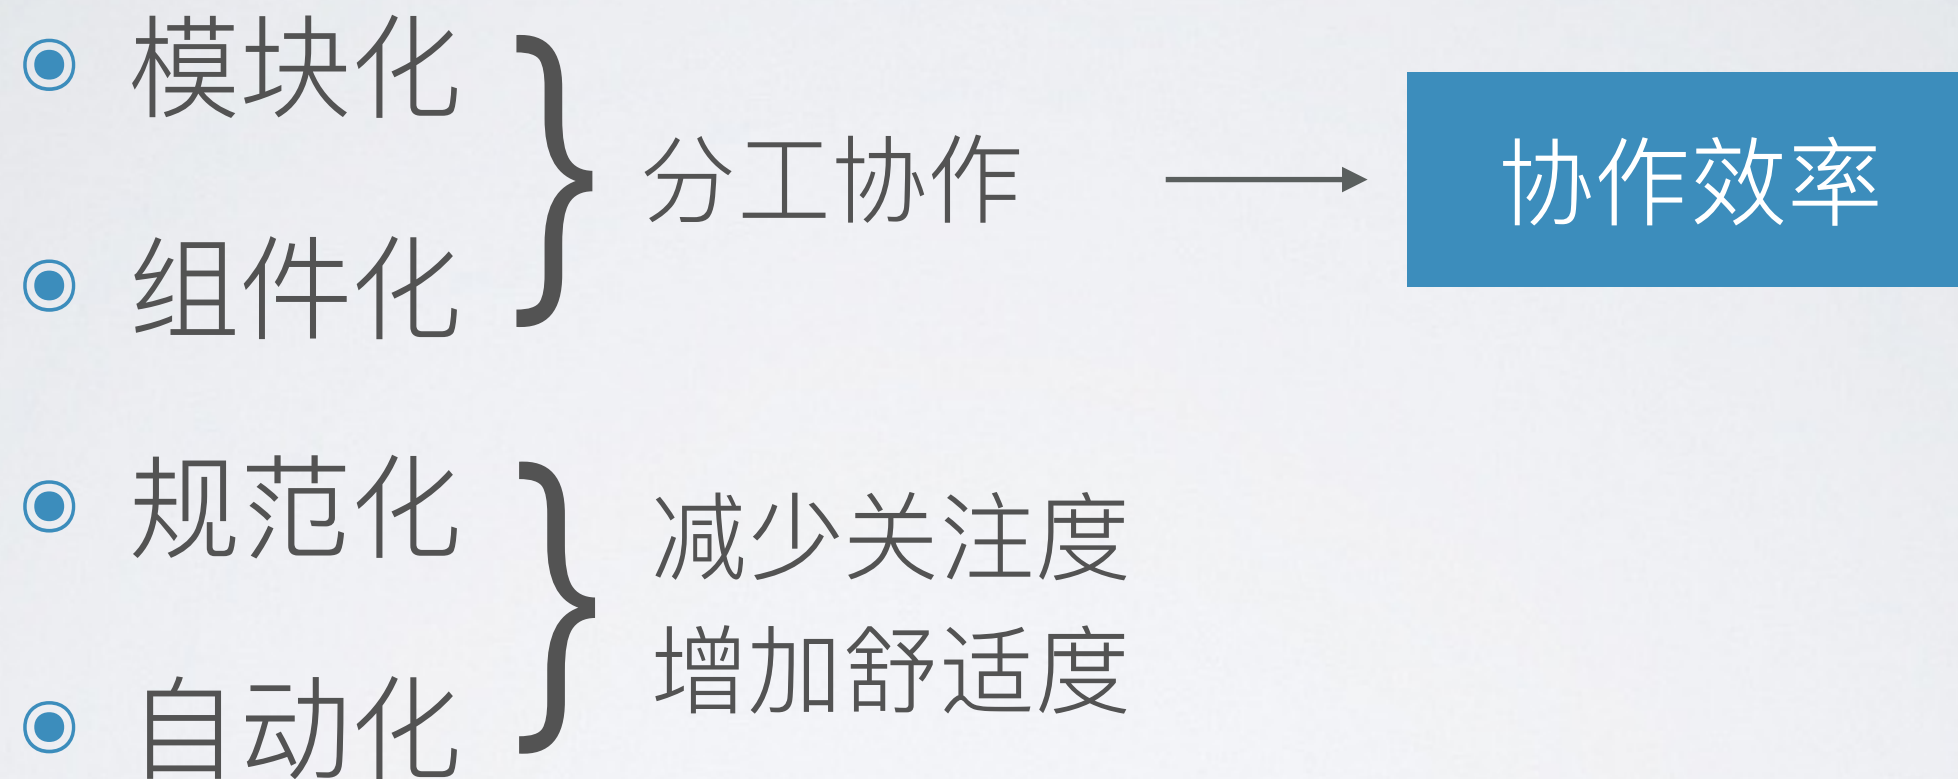 模块化
组件化
分工协作
协作效率
规范化
自动化
减少关注度
增加舒适度